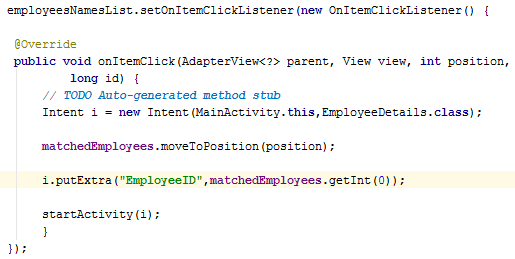 employeesNamesList.setOnItemClickListener(new OnItemClickListener() {
@Override
public void onItemClick(AdapterView<?> parent, View view, int position,
long id) {
// TODO Auto-generated method stub
Intent i = new Intent(MainActivity.this,EmployeeDetails.class);
matchedEmployees.moveToPosition(position);
i.putExtra("EmployeeID",matchedEmployees.getInt(0));
startActivity(i);
}
});